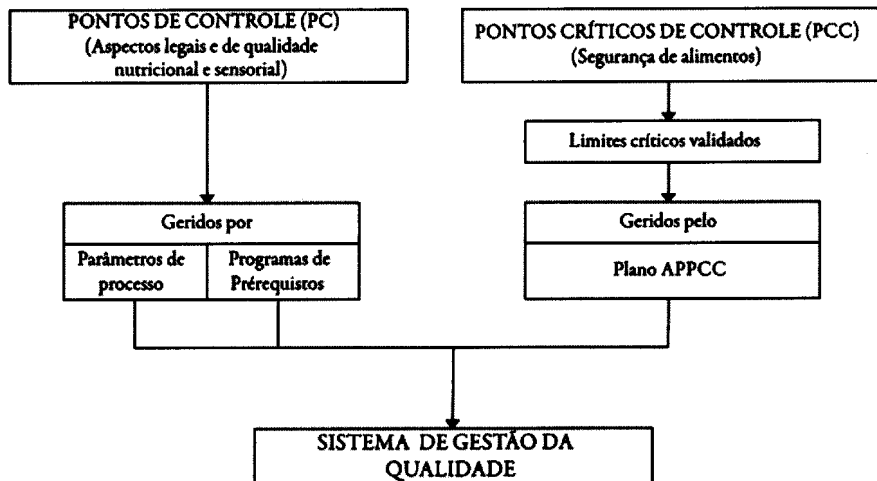 PONTOS DE CONTROLE (PC)
(Aspectos legais e de qualidade
nutricional e sensorial)
PONTOS CRÍTICOS DE CONTROLE (PCC)
(Segurança de alimentos)
Limites críticos validados
Geridos por
Parâmetros de
processo
Programas de
Prérequistos
Geridos pelo
Plano APPCC
SISTEMA DE GESTÃO DA
QUALIDADE